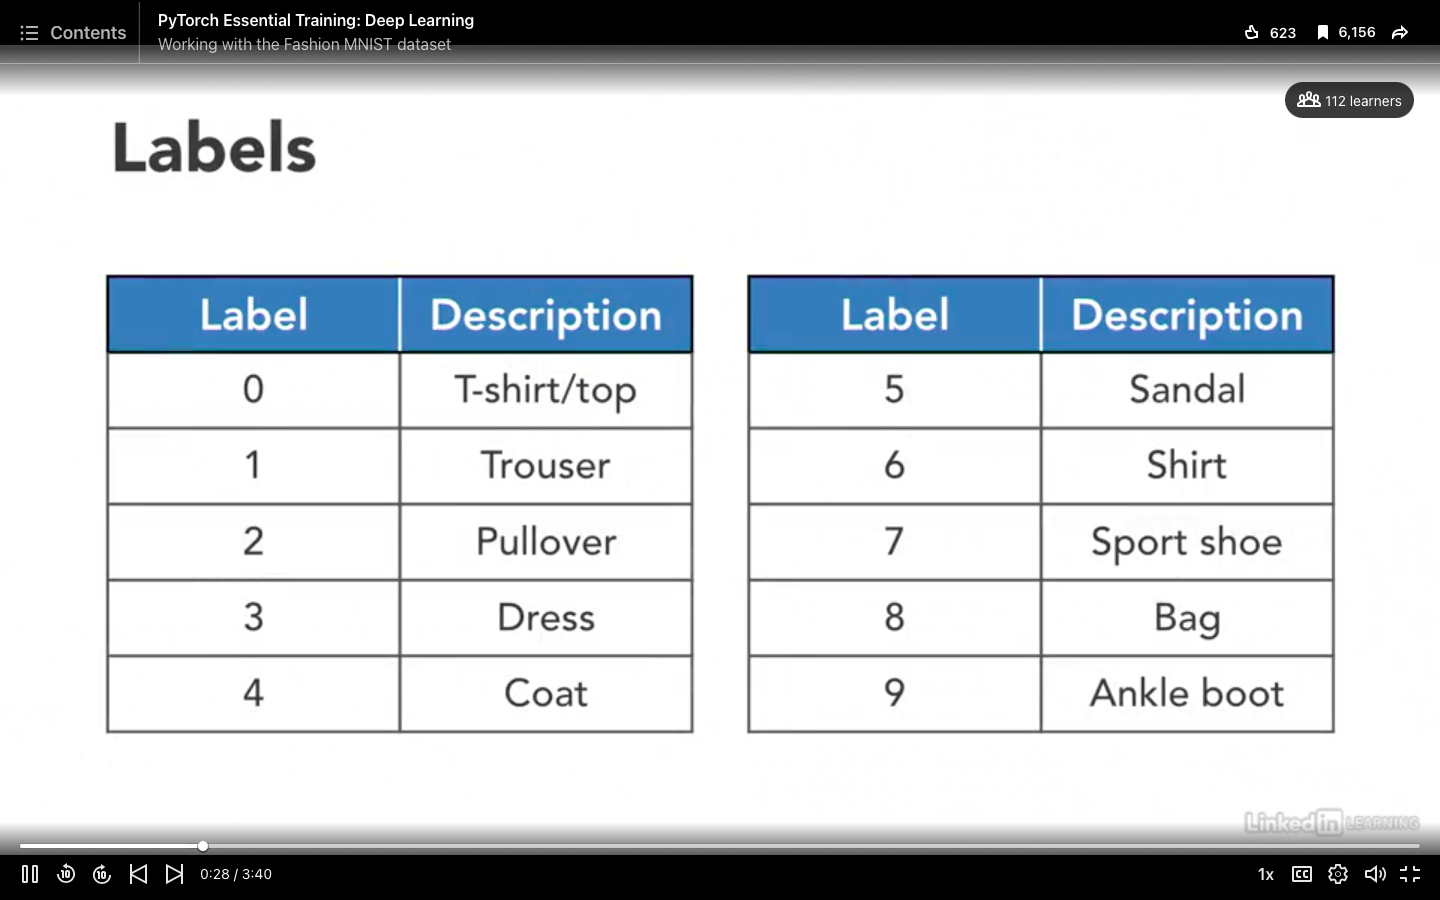 Contents
PyTorch Essential Training: Deep Learning
Working with the Fashion MNIST dataset
623
6,156
112 learners
Labels
Label Description
0 T-shirt/top
1 Trouser
2 Pullover
3 Dress
4 Coat
Label Description
5 Sandal
6 Shirt
7 Sport shoe
8 Bag
9 Ankle boot
Linked in LEARNING
10
10
0:28 / 3:40
1x
CC